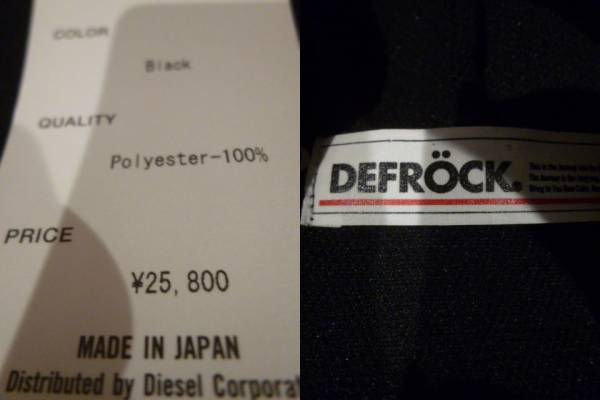 COLOR
Black
QUALITY
Polyester-100%
PRICE
¥25,800
MADE IN JAPAN
Distributed by Diesel Corpora
DEFRÖCK.